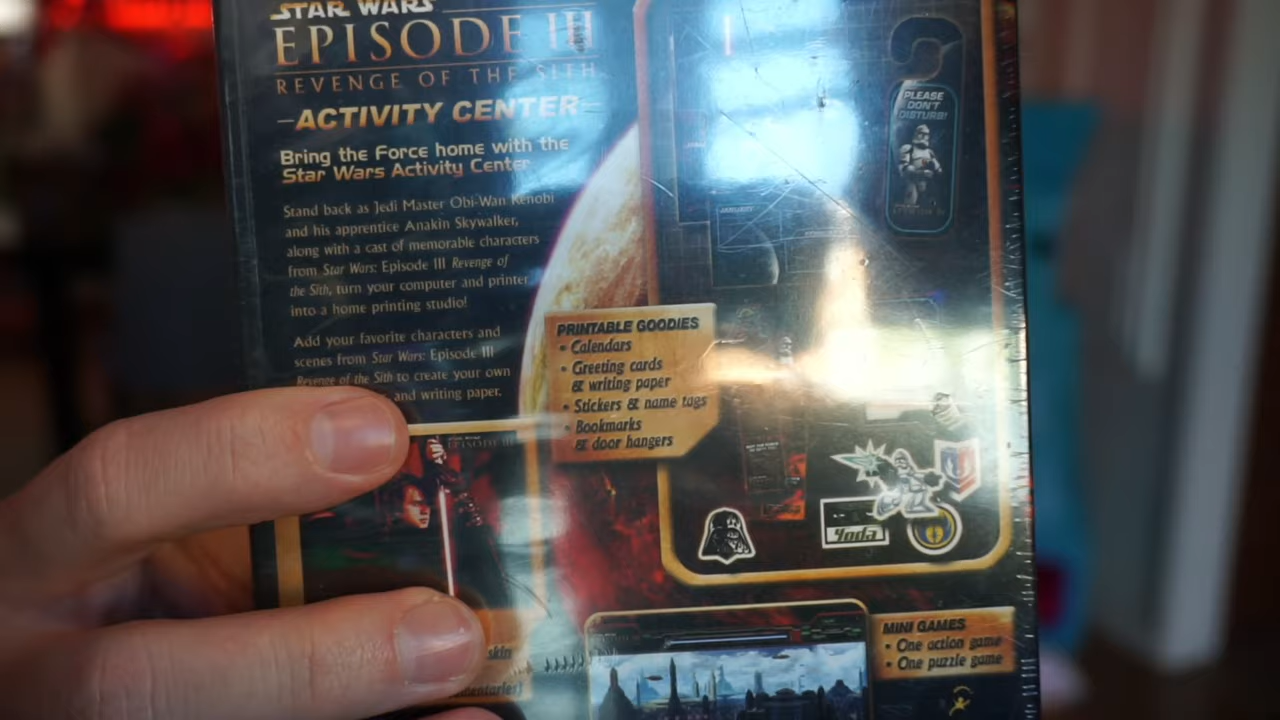 STAR WARS
EPISODE III
REVENGE OF THE SITH
ACTIVITY CENTER
Bring the Force home with the
Star Wars Activity Center
Stand back as Jedi Master Obi-Wan Kenobi
and his apprentice Anakin Skywalker,
along with a cast of memorable characters
from Star Wars: Episode III Revenge of
the Sith, turn your computer and printer
into a home printing studio!
Add your favorite characters and
scenes from Star Wars: Episode III
Revenge of the Sith to create your own
and writing paper.
PRINTABLE GOODIES
• Calendars
• Greeting cards
& writing paper
• Stickers & name tags
• Bookmarks
& door hangers
PLEASE
DON'T
DISTURB!
JANUARY
EPISODE III
Yoda
skin
MINI GAMES
• One action game
• One puzzle game